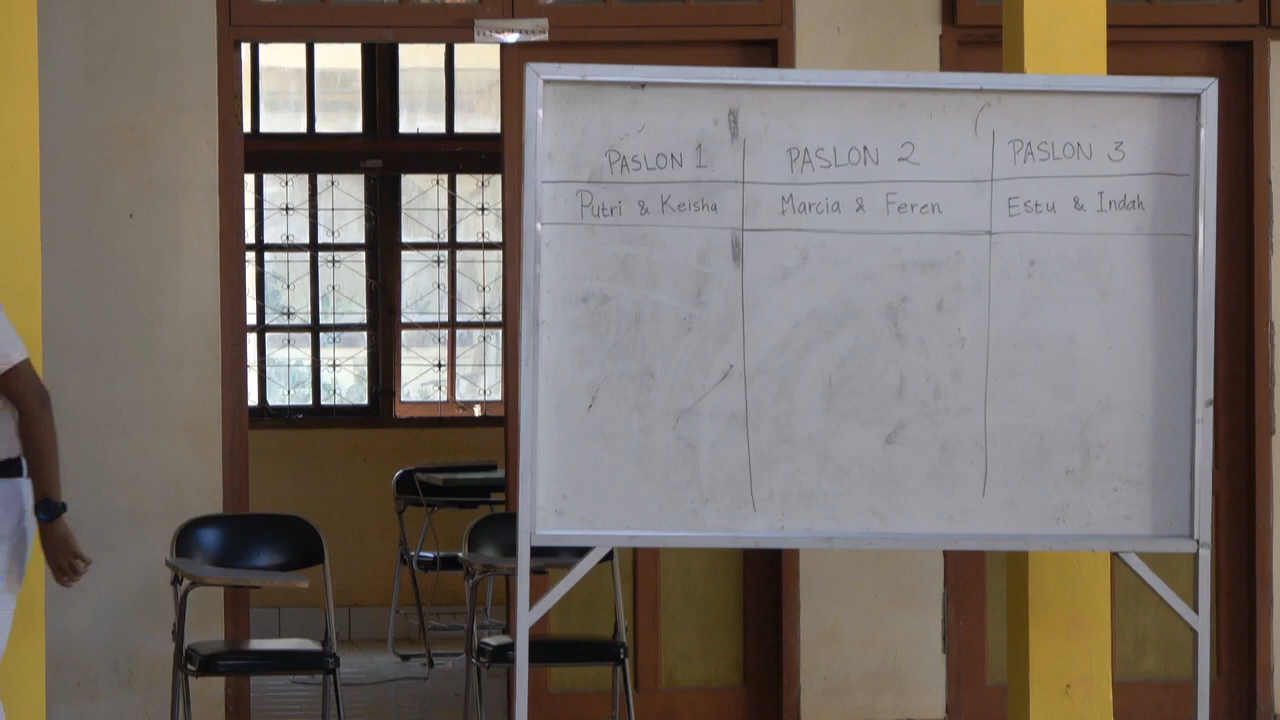 PASLON 1 PASLON 2 PASLON 3
Putri & Keisha Marcia & Feren Estu & Indah